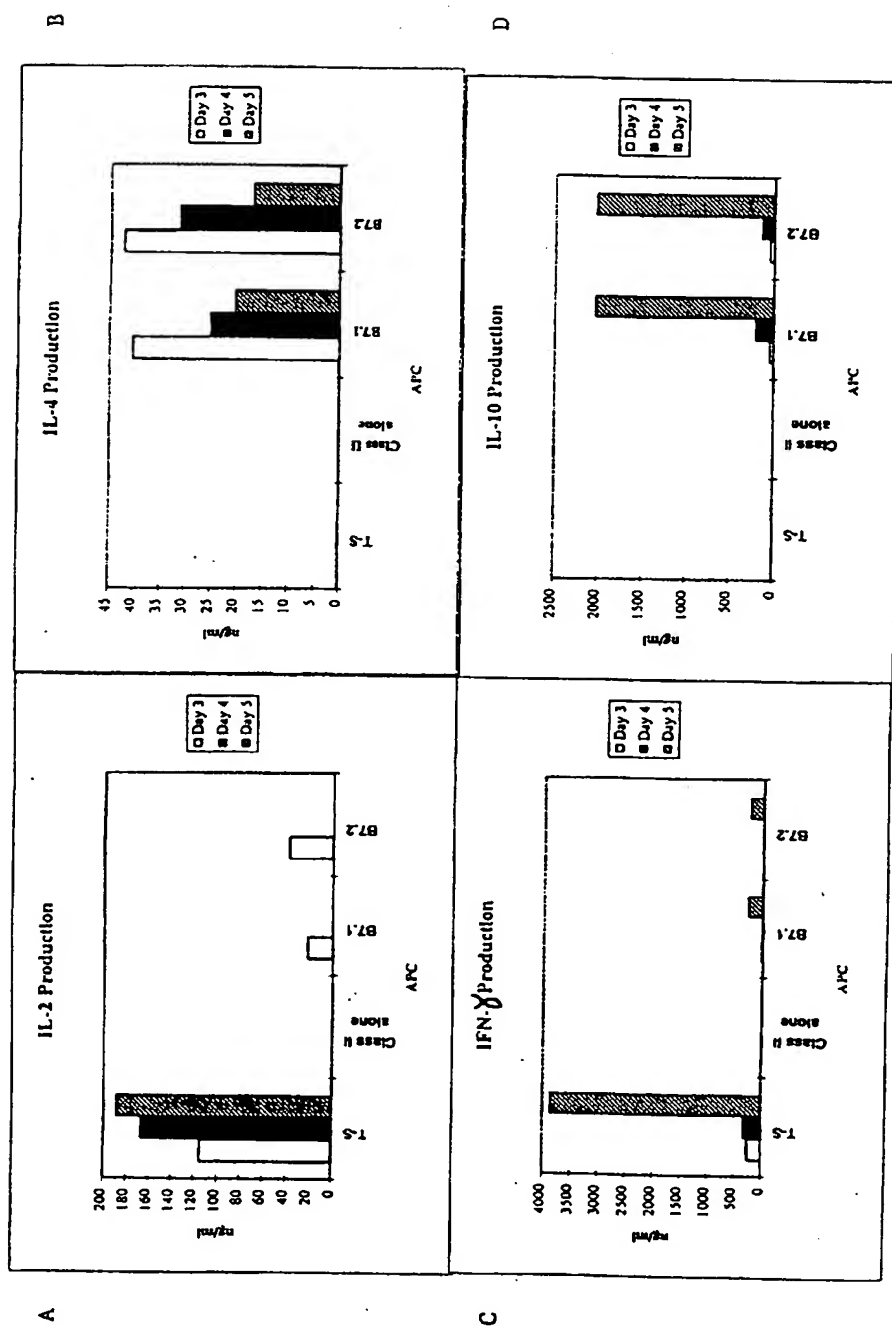 A
IL-2 Production
200
180
160
140
120
100
80
60
40
20
0
ng/ml
T-S
Class II
alone
B7.1
B7.2
APC
Day 3
Day 4
Day 5
B
IL-4 Production
45
40
35
30
25
20
15
10
5
0
ng/ml
T-S
Class II
alone
B7.1
B7.2
APC
Day 3
Day 4
Day 5
C
IFN-γ Production
4000
3500
3000
2500
2000
1500
1000
500
0
ng/ml
T-S
Class II
alone
B7.1
B7.2
APC
Day 3
Day 4
Day 5
D
IL-10 Production
2500
2000
1500
1000
500
0
ng/ml
T-S
Class II
alone
B7.1
B7.2
APC
Day 3
Day 4
Day 5